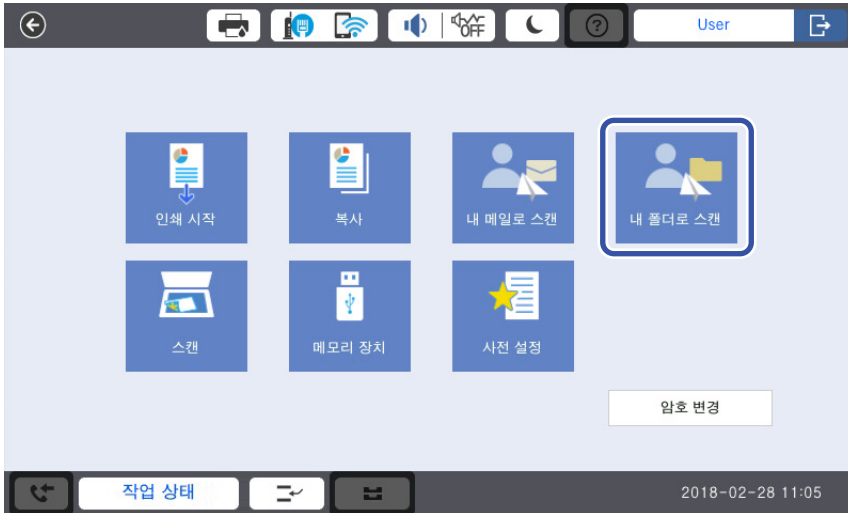 OFF
?
User
인쇄 시작
복사
내 메일로 스캔
내 폴더로 스캔
스캔
메모리 장치
사전 설정
암호 변경
작업 상태
2018-02-28 11:05